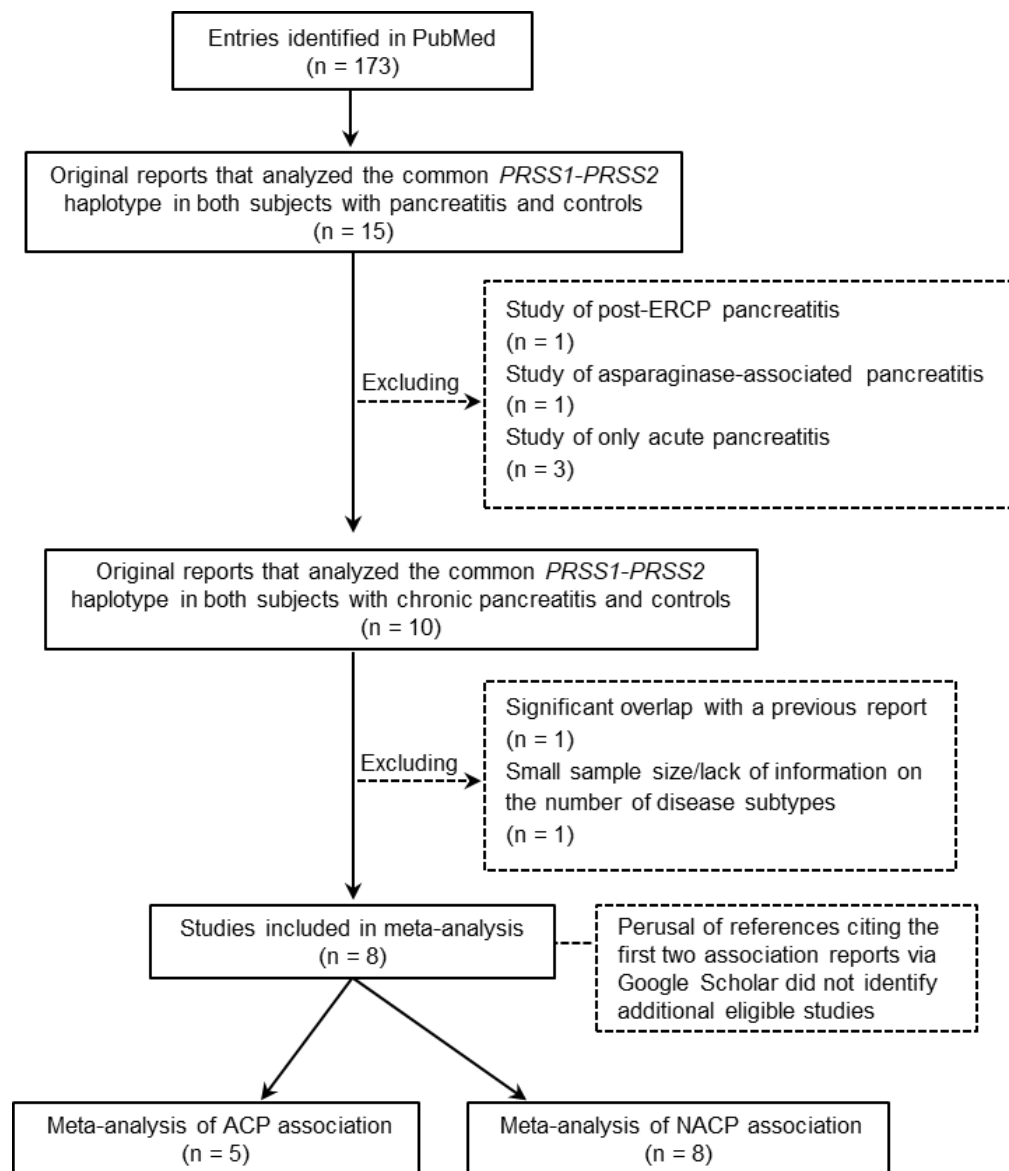 Entries identified in PubMed
(n = 173)
Original reports that analyzed the common PRSS1-PRSS2
haplotype in both subjects with pancreatitis and controls
(n = 15)
Excluding
Study of post-ERCP pancreatitis
(n = 1)
Study of asparaginase-associated pancreatitis
(n = 1)
Study of only acute pancreatitis
(n = 3)
Original reports that analyzed the common PRSS1-PRSS2
haplotype in both subjects with chronic pancreatitis and controls
(n = 10)
Excluding
Significant overlap with a previous report
(n = 1)
Small sample size/lack of information on
the number of disease subtypes
(n = 1)
Studies included in meta-analysis
(n = 8)
Perusal of references citing the
first two association reports via
Google Scholar did not identify
additional eligible studies
Meta-analysis of ACP association
(n = 5)
Meta-analysis of NACP association
(n = 8)